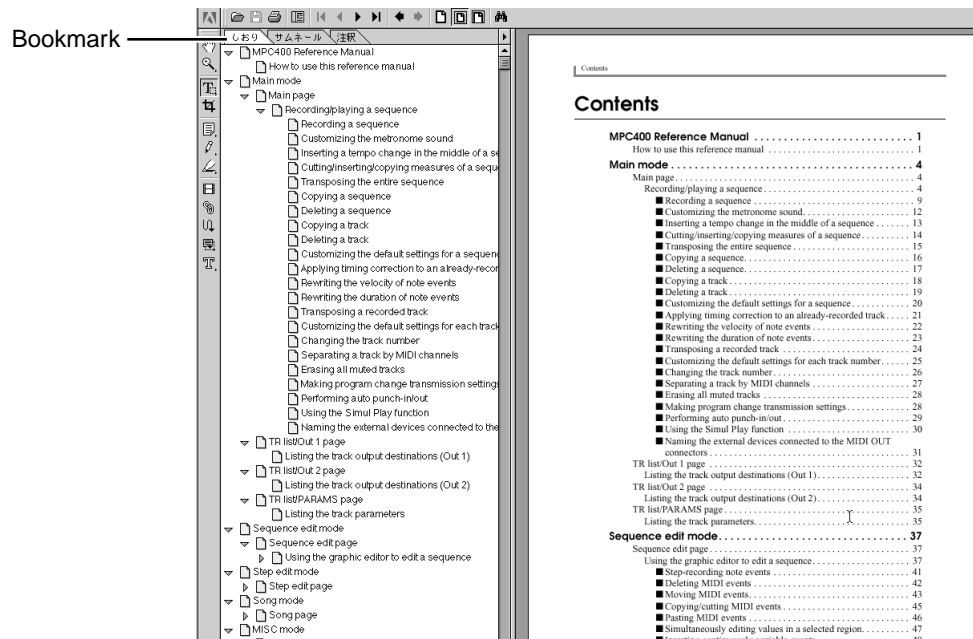 Bookmark
しおり サムネール 注釈
MPC400 Reference Manual
How to use this reference manual
Main mode
Main page
Recording/playing a sequence
Recording a sequence
Customizing the metronome sound
Inserting a tempo change in the middle of a se
Cutting/inserting/copying measures of a sequ
Transposing the entire sequence
Copying a sequence
Deleting a sequence
Copying a track
Deleting a track
Customizing the default settings for a sequen
Applying timing correction to an already-recor
Rewriting the velocity of note events
Rewriting the duration of note events
Transposing a recorded track
Customizing the default settings for each track
Changing the track number
Separating a track by MIDI channels
Erasing all muted tracks
Making program change transmission settings
Performing auto punch-in/out
Using the Simul Play function
Naming the external devices connected to the
TR list/Out 1 page
Listing the track output destinations (Out 1)
TR list/Out 2 page
Listing the track output destinations (Out 2)
TR list/PARAMS page
Listing the track parameters
Sequence edit mode
Sequence edit page
Using the graphic editor to edit a sequence
Step edit mode
Step edit page
Song mode
Song page
MISC mode
Contents
Contents
MPC400 Reference Manual . . . . . . . . . . . . . . . . . . . . . . . . . . 1
How to use this reference manual . . . . . . . . . . . . . . . . . . . . . . . . . . 1
Main mode . . . . . . . . . . . . . . . . . . . . . . . . . . 4
Main page . . . . . . . . . . . . . . . . . . . . . . . . . . 4
Recording/playing a sequence . . . . . . . . . . . . . . . . . . . . 4
■ Recording a sequence . . . . . . . . . . . . . . . . . . . . 9
■ Customizing the metronome sound. . . . . . . . . . . . . . . . . . . . 12
■ Inserting a tempo change in the middle of a sequence . . . . . . . 13
■ Cutting/inserting/copying measures of a sequence . . . . . . . . . 14
■ Transposing the entire sequence . . . . . . . . . . . . . . . . . . . . 15
■ Copying a sequence. . . . . . . . . . . . . . . . . . . . 16
■ Deleting a sequence. . . . . . . . . . . . . . . . . . . . 17
■ Copying a track . . . . . . . . . . . . . . . . . . . . 18
■ Deleting a track . . . . . . . . . . . . . . . . . . . . 19
■ Customizing the default settings for a sequence . . . . . . . . . . . 20
■ Applying timing correction to an already-recorded track . . . . . 21
■ Rewriting the velocity of note events . . . . . . . . . . . . . . . . 22
■ Rewriting the duration of note events. . . . . . . . . . . . . . . . 23
■ Transposing a recorded track . . . . . . . . . . . . . . . . . . . . 24
■ Customizing the default settings for each track number. . . . . . 25
■ Changing the track number . . . . . . . . . . . . . . . . . . . . 26
■ Separating a track by MIDI channels . . . . . . . . . . . . . . . . 27
■ Erasing all muted tracks . . . . . . . . . . . . . . . . . . . . 28
■ Making program change transmission settings. . . . . . . . . . . . 28
■ Performing auto punch-in/out . . . . . . . . . . . . . . . . . . . . 29
■ Using the Simul Play function . . . . . . . . . . . . . . . . . . . . 30
■ Naming the external devices connected to the MIDI OUT
connectors . . . . . . . . . . . . . . . . . . . . 31
TR list/Out 1 page . . . . . . . . . . . . . . . . . . . . 32
Listing the track output destinations (Out 1) . . . . . . . . . . . . . . . . 32
TR list/Out 2 page . . . . . . . . . . . . . . . . . . . . 34
Listing the track output destinations (Out 2) . . . . . . . . . . . . . . . . 34
TR list/PARAMS page . . . . . . . . . . . . . . . . . . . . 35
Listing the track parameters. . . . . . . . . . . . . . . . . . . . 35
Sequence edit mode. . . . . . . . . . . . . . . . . . . . 37
Sequence edit page . . . . . . . . . . . . . . . . . . . . 37
Using the graphic editor to edit a sequence . . . . . . . . . . . . . . . . 37
■ Step-recording note events . . . . . . . . . . . . . . . . . . . . 41
■ Deleting MIDI events . . . . . . . . . . . . . . . . . . . . 42
■ Moving MIDI events . . . . . . . . . . . . . . . . . . . . 43
■ Copying/cutting MIDI events . . . . . . . . . . . . . . . . . . . . 45
■ Pasting MIDI events . . . . . . . . . . . . . . . . . . . . 46
■ Simultaneously editing values in a selected region. . . . . . . . . 47